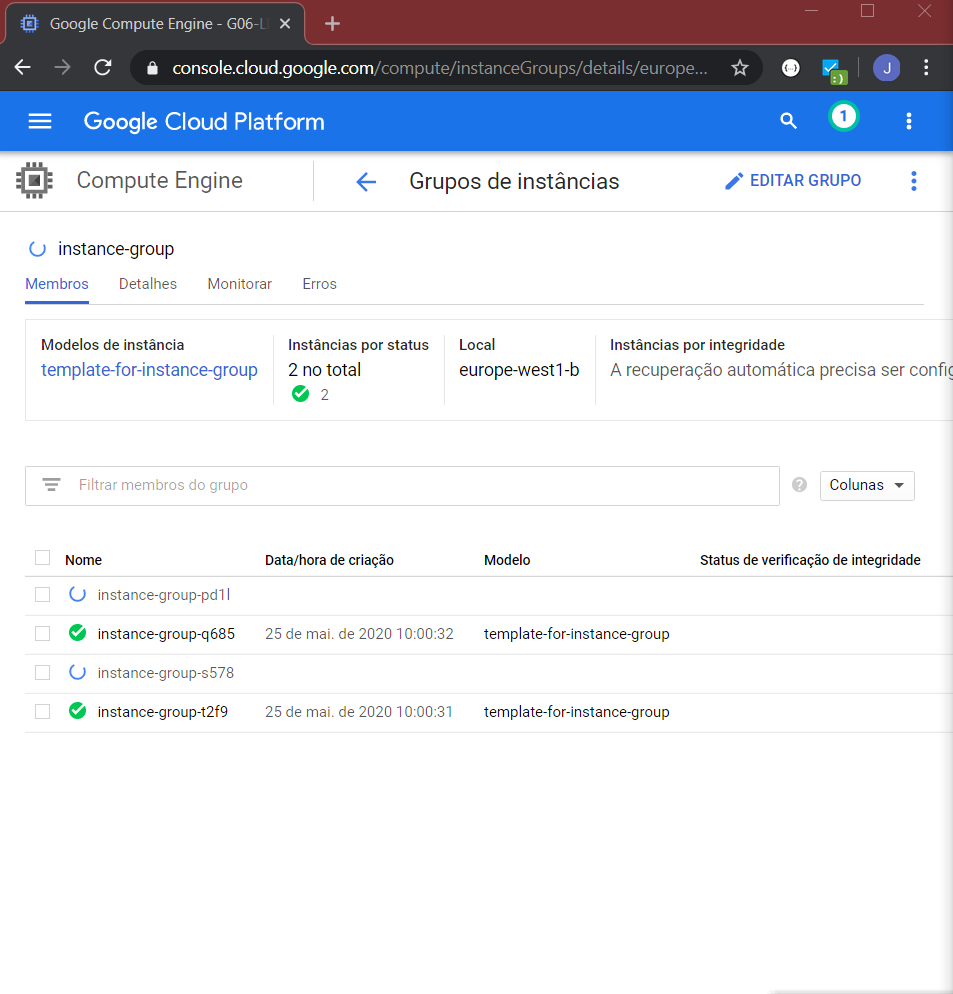 Google Compute Engine - G06-L
console.cloud.google.com/compute/instanceGroups/details/europe...
J
:)
Google Cloud Platform
1
Compute Engine
Grupos de instâncias
EDITAR GRUPO
instance-group
Membros Detalhes Monitorar Erros
Modelos de instância Instâncias por status Local Instâncias por integridade
template-for-instance-group 2 no total europe-west1-b A recuperação automática precisa ser config
2
Filtrar membros do grupo
?
Colunas
Nome Data/hora de criação Modelo Status de verificação de integridade
instance-group-pd1l
instance-group-q685 25 de mai. de 2020 10:00:32 template-for-instance-group
instance-group-s578
instance-group-t2f9 25 de mai. de 2020 10:00:31 template-for-instance-group